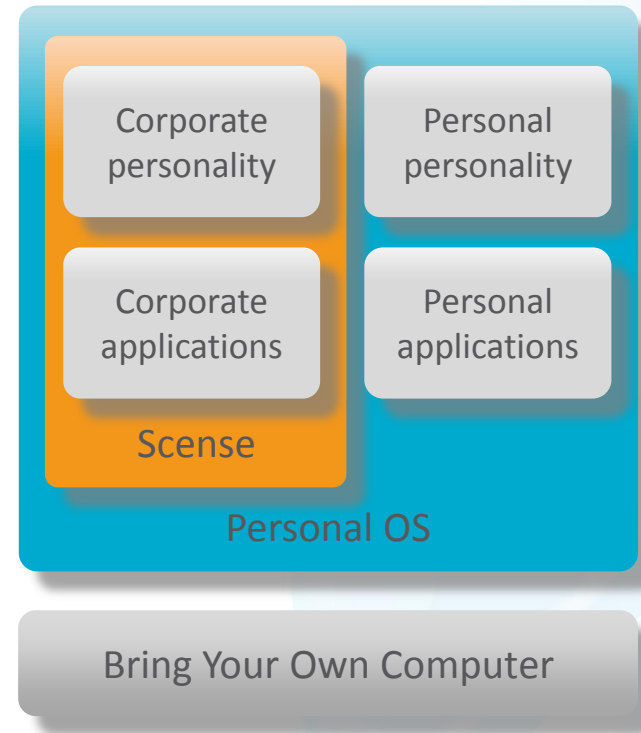 Corporate
personality
Personal
personality
Corporate
applications
Personal
applications
Scense
Personal OS
Bring Your Own Computer